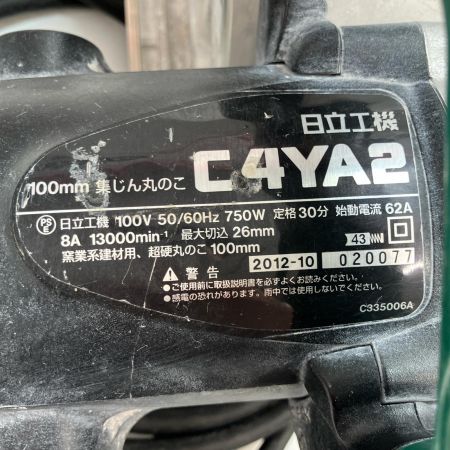 日立工機
100mm 集じん丸のこ C4YA2
PS E 日立工機 100V 50/60Hz 750W 定格30分 始動電流 62A
8A 13000min⁻¹ 最大切込 26mm
窯業系建材用、超硬丸のこ 100mm
43
2012-10 020077
⚠ 警告
●ご使用前に取扱説明書を必ずよくお読みください。
●感電の恐れがあります。雨中では使用しないでください。
C335006A